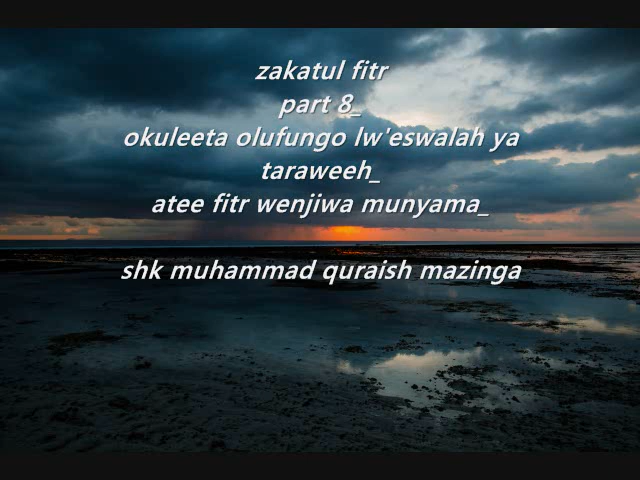 zakatul fitr
part 8_
okuleeta olufungo lw'eswalah ya
taraweeh_
atee fitr wenjiwa munyama_
shk muhammad quraish mazinga